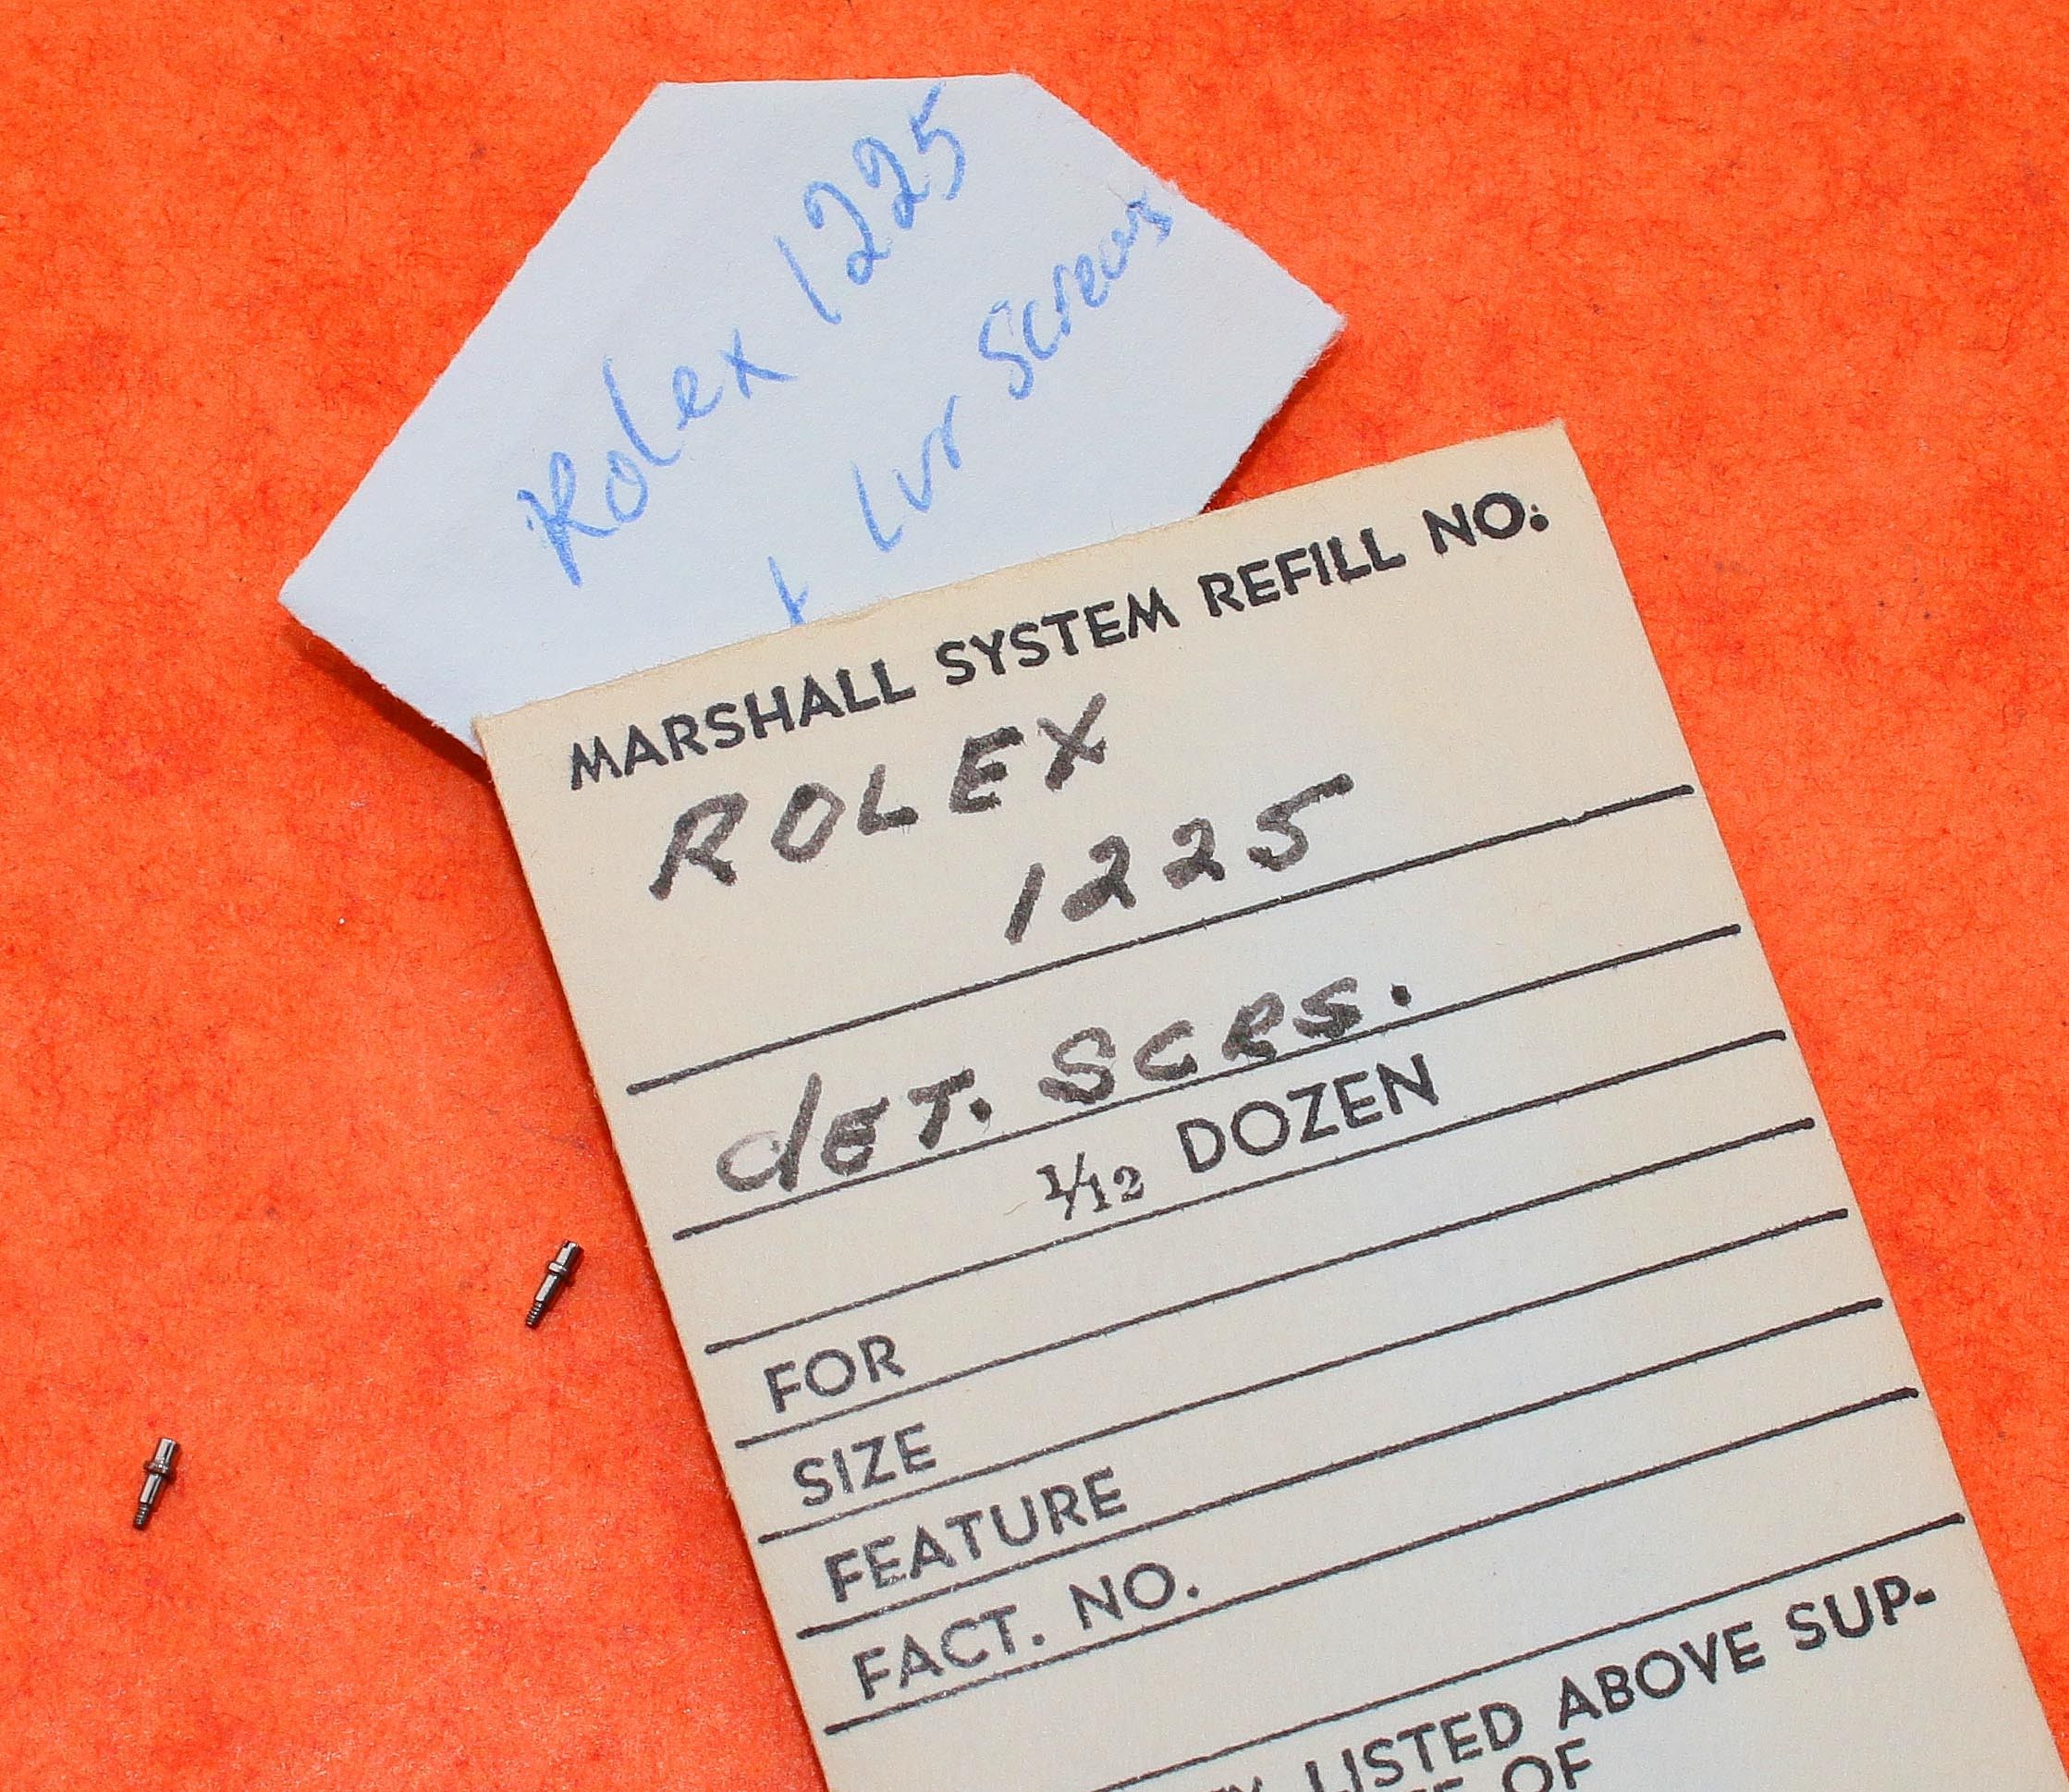 Rolex 1225
lvr Screws
MARSHALL SYSTEM REFILL NO.
ROLEX
1225
dET. SCRS.
1/12 DOZEN
FOR
SIZE
FEATURE
FACT. NO.
LISTED ABOVE SUP-
OF